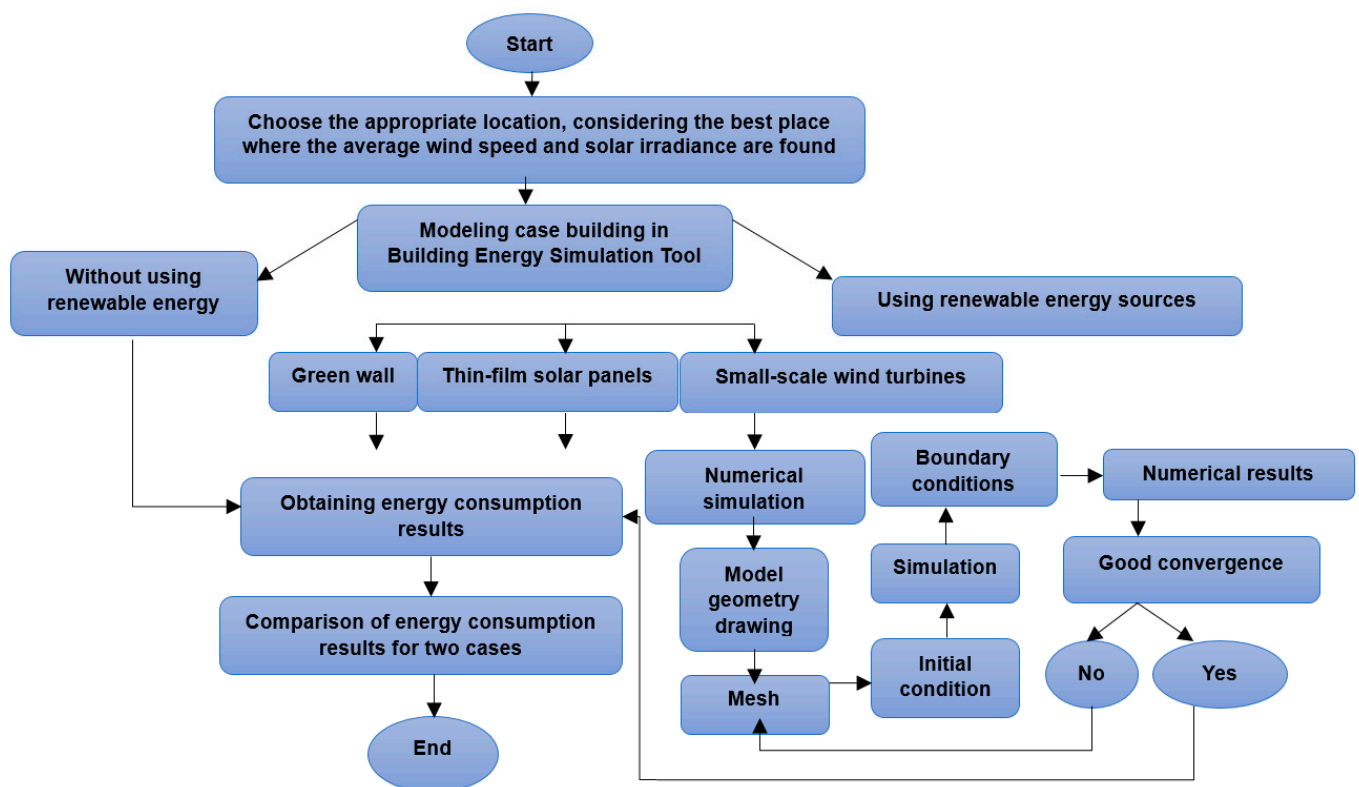 Start
Choose the appropriate location, considering the best place
where the average wind speed and solar irradiance are found
Modeling case building in
Building Energy Simulation Tool
Without using
renewable energy
Using renewable energy sources
Green wall
Thin-film solar panels
Small-scale wind turbines
Obtaining energy consumption
results
Numerical
simulation
Boundary
conditions
Numerical results
Model
geometry
drawing
Simulation
Good convergence
Comparison of energy consumption
results for two cases
Mesh
Initial
condition
No
Yes
End